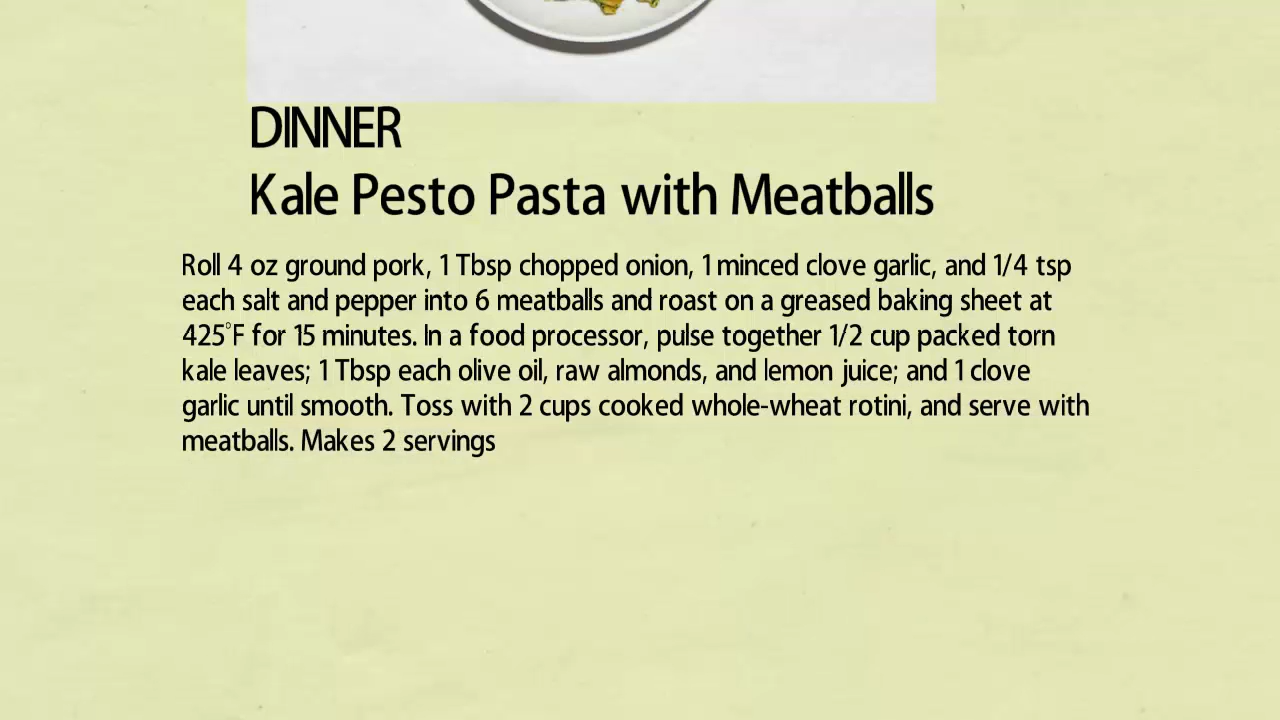 DINNER
Kale Pesto Pasta with Meatballs
Roll 4 oz ground pork, 1 Tbsp chopped onion, 1 minced clove garlic, and 1/4 tsp
each salt and pepper into 6 meatballs and roast on a greased baking sheet at
425°F for 15 minutes. In a food processor, pulse together 1/2 cup packed torn
kale leaves; 1 Tbsp each olive oil, raw almonds, and lemon juice; and 1 clove
garlic until smooth. Toss with 2 cups cooked whole-wheat rotini, and serve with
meatballs. Makes 2 servings